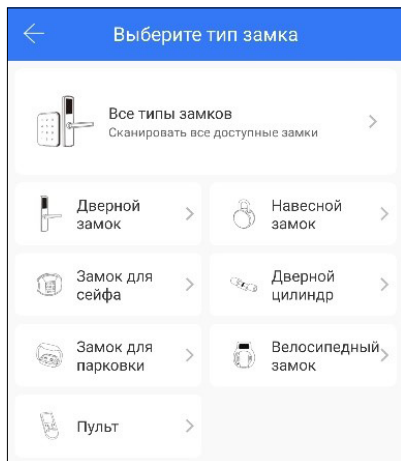 Выберите тип замка
Все типы замков
Сканировать все доступные замки
Дверной
замок
Навесной
замок
Замок для
сейфа
Дверной
цилиндр
Замок для
парковки
Велосипедный
замок
Пульт